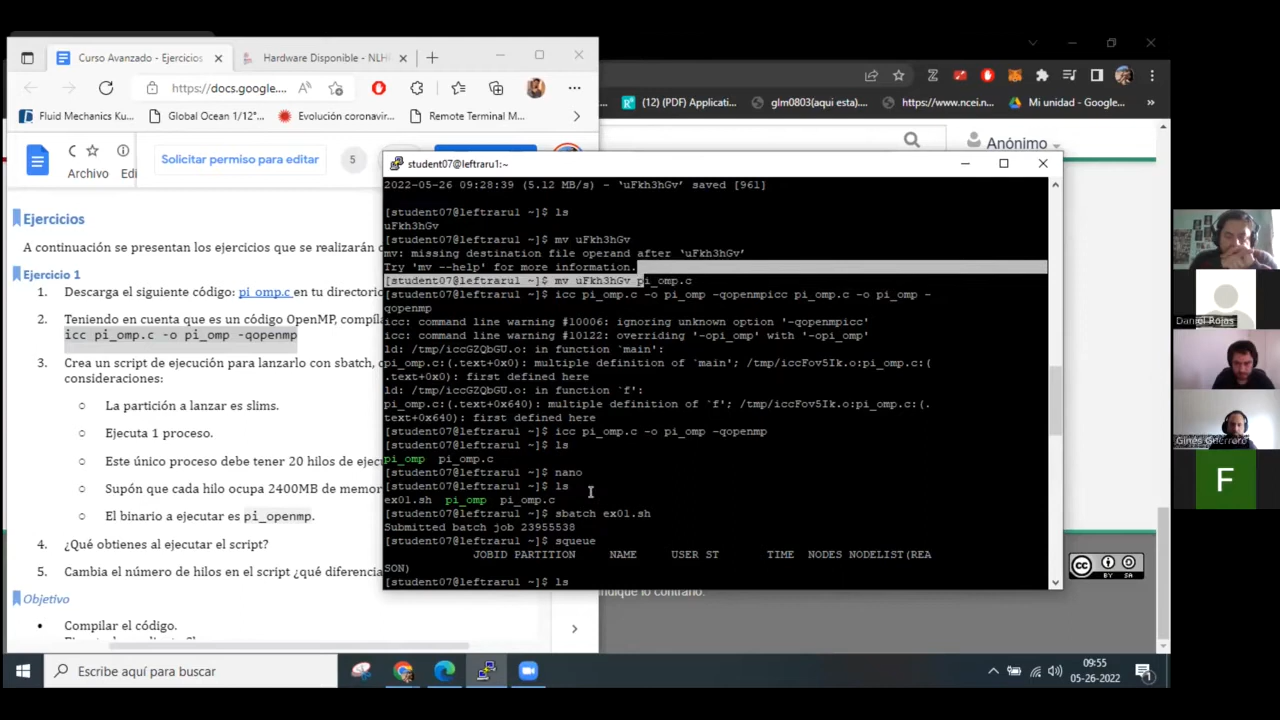 Curso Avanzado - Ejercicios
Hardware Disponible - NLH
https://docs.google....
Fluid Mechanics Ku...
Global Ocean 1/12°...
Evolución coronavir...
Remote Terminal M...
(12) (PDF) Applicati...
glm0803(aqui esta)....
https://www.ncei.n...
Mi unidad - Google...
Archivo
Edi
Solicitar permiso para editar
5
Anónimo
Ejercicios
A continuación se presentan los ejercicios que se realizarán
Ejercicio 1
1. Descarga el siguiente código: pi_omp.c en tu directorio
2. Teniendo en cuenta que es un código OpenMP, compíla
icc pi_omp.c -o pi_omp -qopenmp
3. Crea un script de ejecución para lanzarlo con sbatch,
consideraciones:
La partición a lanzar es slims.
Ejecuta 1 proceso.
Este único proceso debe tener 20 hilos de ejec
Supón que cada hilo ocupa 2400MB de memor
El binario a ejecutar es pi_openmp.
4. ¿Qué obtienes al ejecutar el script?
5. Cambia el número de hilos en el script ¿qué diferencia
Objetivo
Compilar el código.
student07@leftraru1:~
2022-05-26 09:28:39 (5.12 MB/s) - ‘uFkh3hGv’ saved [961]
[student07@leftraru1 ~]$ ls
uFkh3hGv
[student07@leftraru1 ~]$ mv uFkh3hGv
mv: missing destination file operand after ‘uFkh3hGv’
Try 'mv --help' for more information.
[student07@leftraru1 ~]$ mv uFkh3hGv pi_omp.c
[student07@leftraru1 ~]$ icc pi_omp.c -o pi_omp -qopenmpicc pi_omp.c -o pi_omp -
qopenmp
icc: command line warning #10006: ignoring unknown option '-qopenmpicc'
icc: command line warning #10122: overriding '-opi_omp' with '-opi_omp'
ld: /tmp/iccGZQbGU.o: in function `main':
pi_omp.c:(.text+0x0): multiple definition of `main'; /tmp/iccFov5Ik.o:pi_omp.c:(
.text+0x0): first defined here
ld: /tmp/iccGZQbGU.o: in function `f':
pi_omp.c:(.text+0x640): multiple definition of `f'; /tmp/iccFov5Ik.o:pi_omp.c:(.
text+0x640): first defined here
[student07@leftraru1 ~]$ icc pi_omp.c -o pi_omp -qopenmp
[student07@leftraru1 ~]$ ls
pi_omp pi_omp.c
[student07@leftraru1 ~]$ nano
[student07@leftraru1 ~]$ ls
ex01.sh pi_omp pi_omp.c
[student07@leftraru1 ~]$ sbatch ex01.sh
Submitted batch job 23955538
[student07@leftraru1 ~]$ squeue
JOBID PARTITION NAME USER ST TIME NODES NODELIST(REA
SON)
[student07@leftraru1 ~]$ ls
indique lo contrario.
cc BY SA
Daniel Rojas
Ginés Guerrero
F
Escribe aquí para buscar
09:55
05-26-2022
1